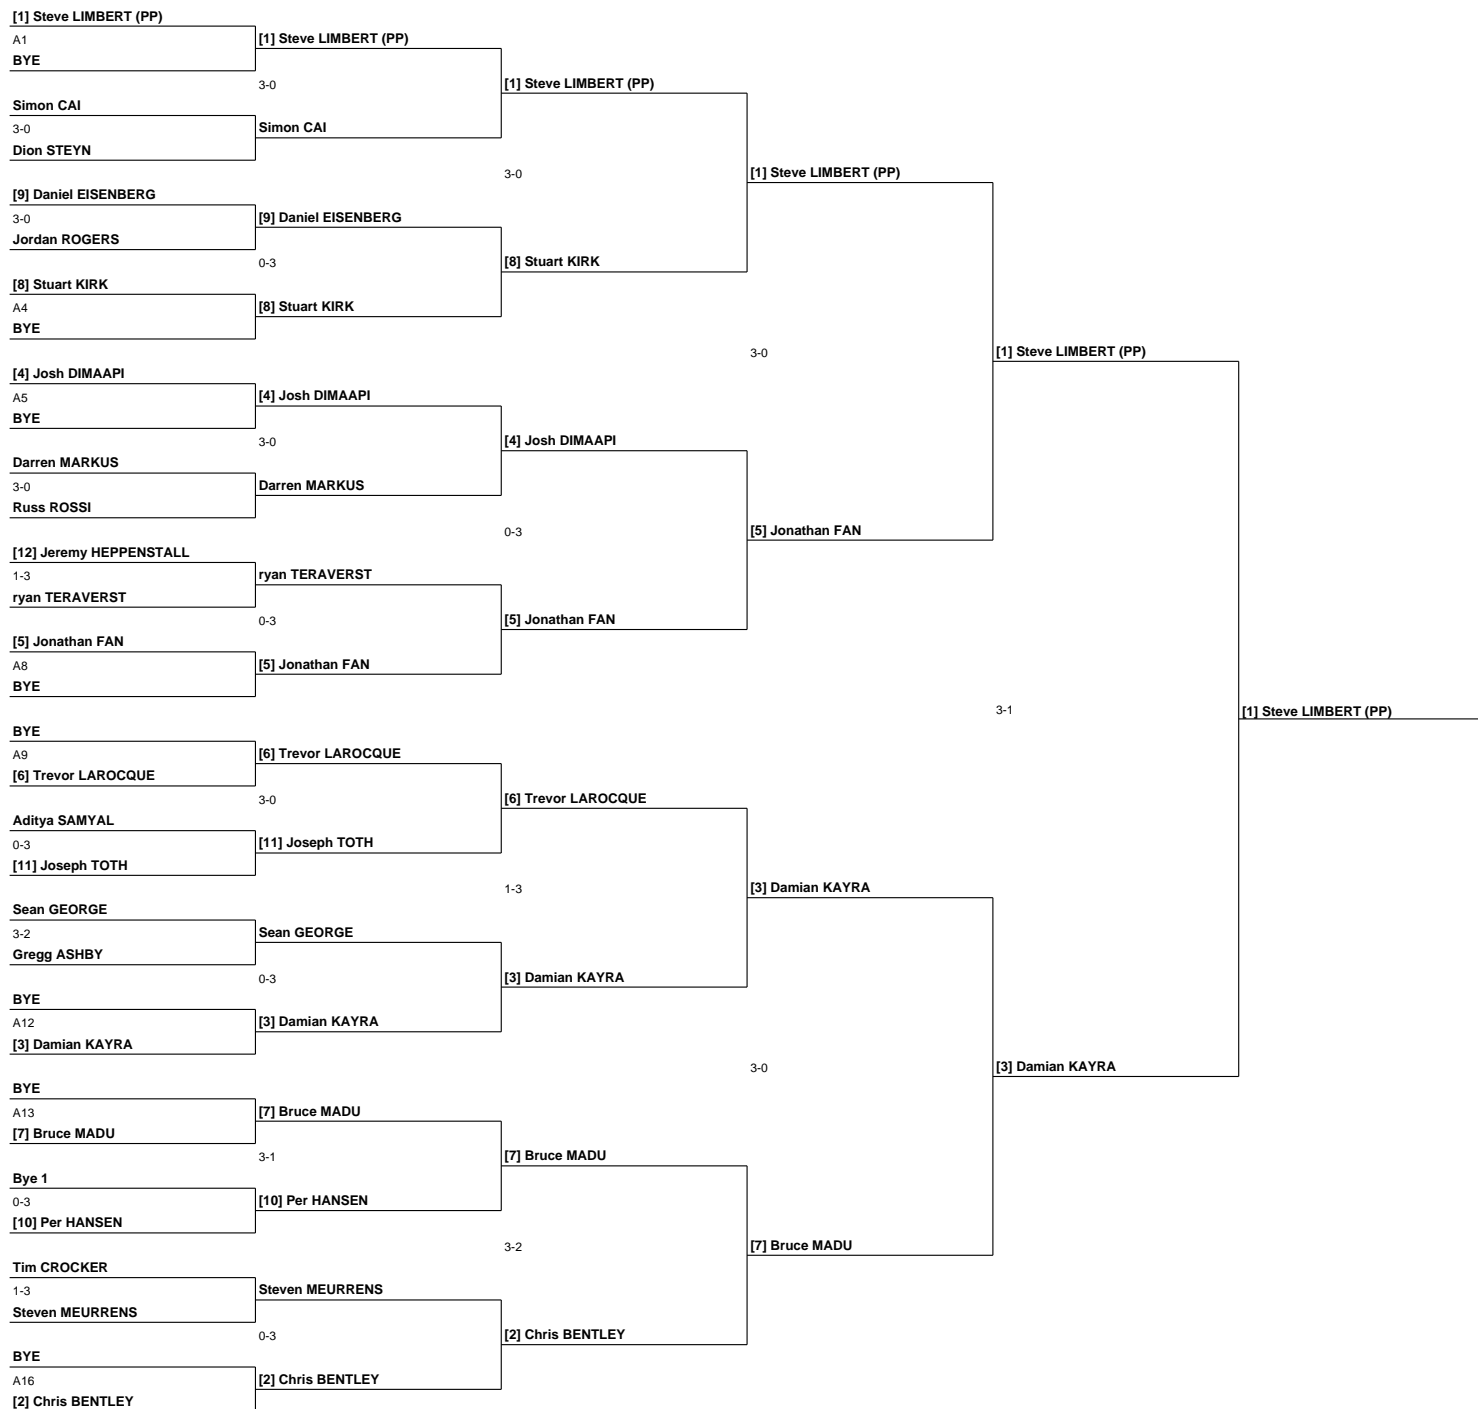 [1] Steve LIMBERT (PP)
A1
BYE
Simon CAI
3-0
Dion STEYN
[9] Daniel EISENBERG
3-0
Jordan ROGERS
[8] Stuart KIRK
A4
BYE
[4] Josh DIMAAPI
A5
BYE
Darren MARKUS
3-0
Russ ROSSI
[12] Jeremy HEPPENSTALL
1-3
ryan TERAVERST
[5] Jonathan FAN
A8
BYE
BYE
A9
[6] Trevor LAROCQUE
Aditya SAMYAL
0-3
[11] Joseph TOTH
Sean GEORGE
3-2
Gregg ASHBY
BYE
A12
[3] Damian KAYRA
BYE
A13
[7] Bruce MADU
Bye 1
0-3
[10] Per HANSEN
Tim CROCKER
1-3
Steven MEURRENS
BYE
A16
[2] Chris BENTLEY
[1] Steve LIMBERT (PP)
3-0
Simon CAI
[9] Daniel EISENBERG
0-3
[8] Stuart KIRK
[4] Josh DIMAAPI
3-0
Darren MARKUS
ryan TERAVERST
0-3
[5] Jonathan FAN
[6] Trevor LAROCQUE
3-0
[11] Joseph TOTH
Sean GEORGE
0-3
[3] Damian KAYRA
[7] Bruce MADU
3-1
[10] Per HANSEN
Steven MEURRENS
0-3
[2] Chris BENTLEY
[1] Steve LIMBERT (PP)
3-0
[8] Stuart KIRK
[4] Josh DIMAAPI
0-3
[5] Jonathan FAN
[6] Trevor LAROCQUE
1-3
[3] Damian KAYRA
[7] Bruce MADU
3-2
[2] Chris BENTLEY
[1] Steve LIMBERT (PP)
3-0
[5] Jonathan FAN
[3] Damian KAYRA
3-0
[7] Bruce MADU
[1] Steve LIMBERT (PP)
3-1
[3] Damian KAYRA
[1] Steve LIMBERT (PP)